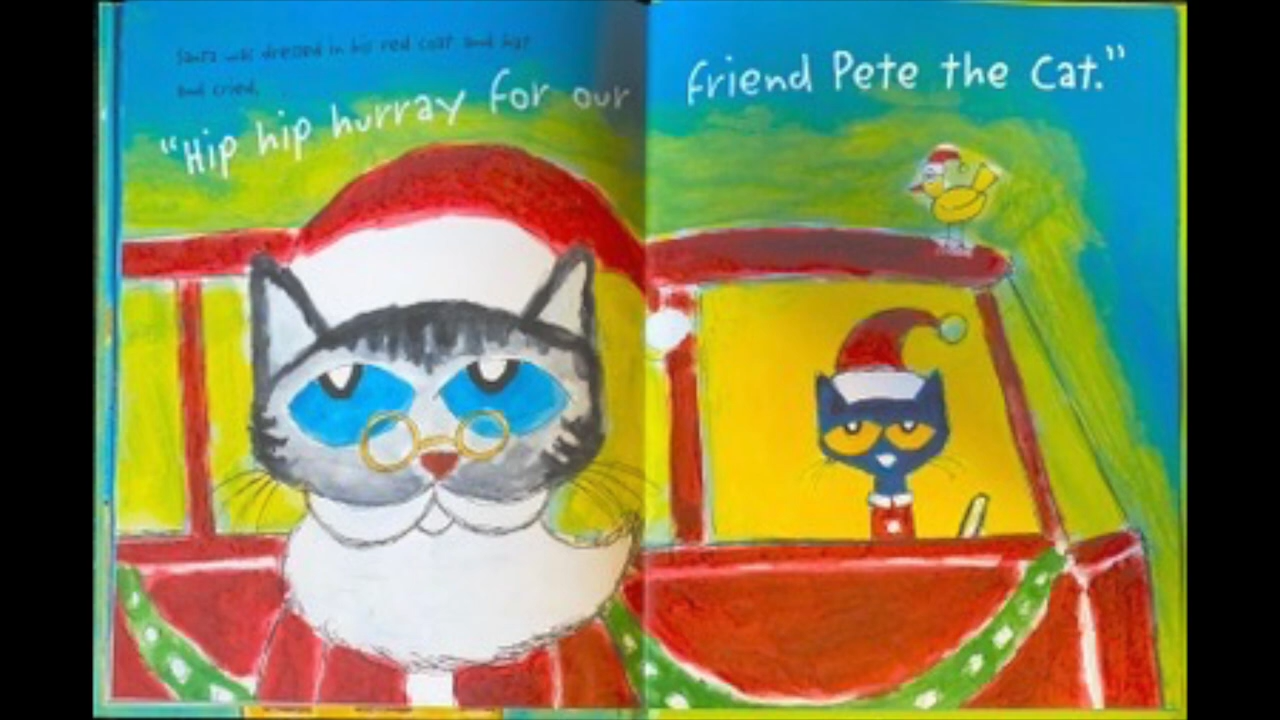 Santa was dressed in his red coat and hat
and cried,
"Hip hip hurray for our friend Pete the Cat."